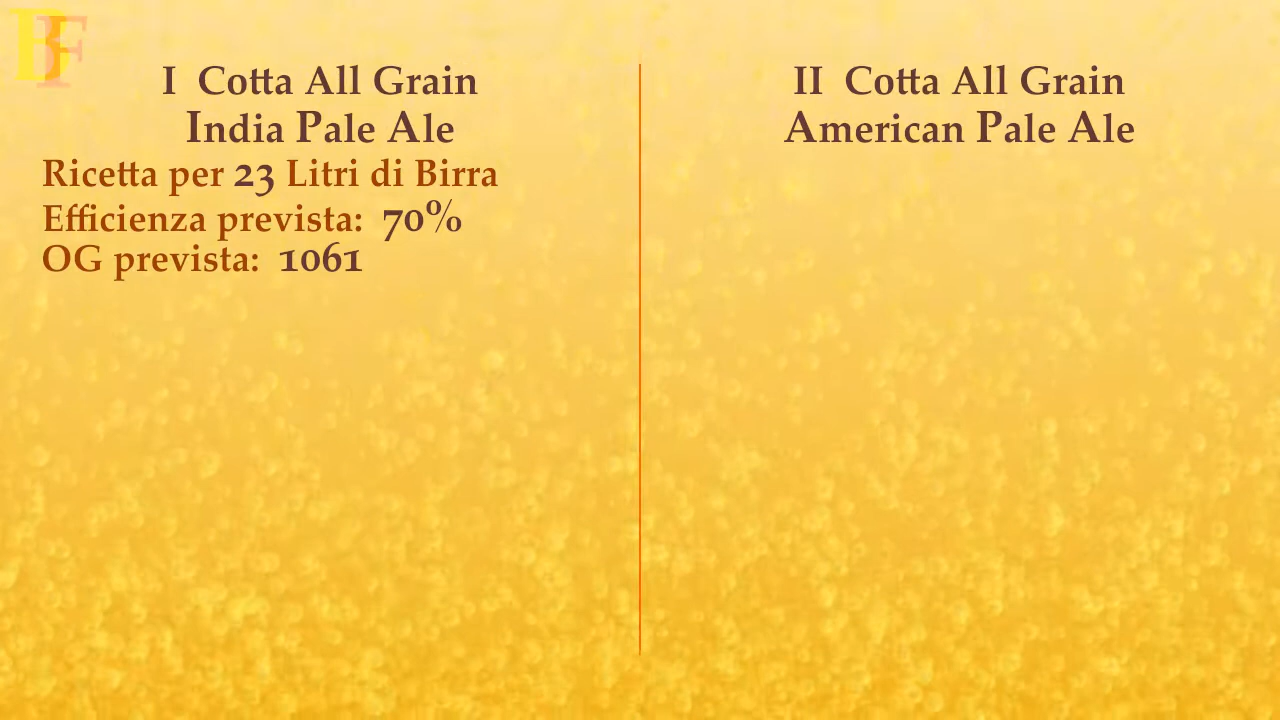 BF
I Cotta All Grain
India Pale Ale
Ricetta per 23 Litri di Birra
Efficienza prevista: 70%
OG prevista: 1061
II Cotta All Grain
American Pale Ale